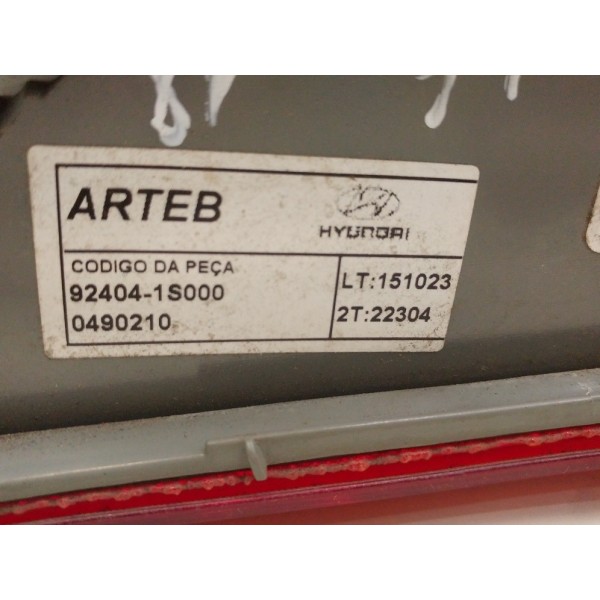 ARTEB
HYUNDAI
CODIGO DA PEÇA
92404-1S000
0490210
LT:151023
2T:22304